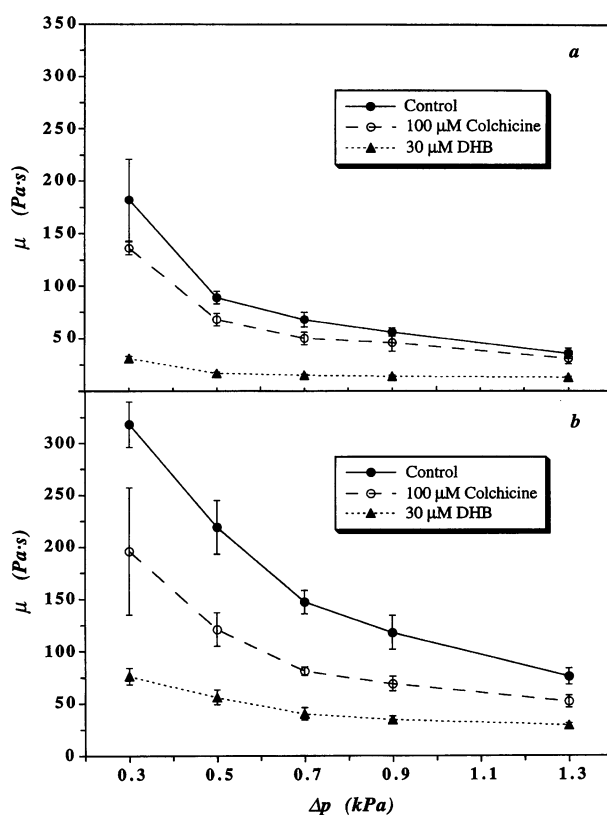 350
300
250
200
150
100
50
μ (Pa·s)
a
Control
100 μM Colchicine
30 μM DHB
300
250
200
150
100
50
0
μ (Pa·s)
b
Control
100 μM Colchicine
30 μM DHB
0.3 0.5 0.7 0.9 1.1 1.3
Δp (kPa)